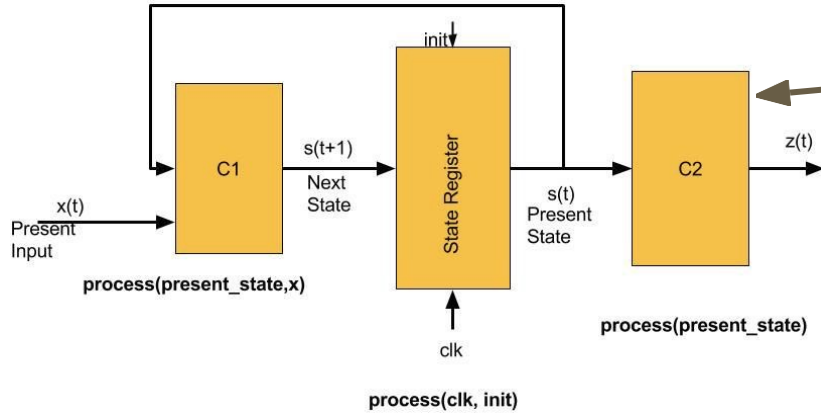 init
C1
s(t+1)
Next
State
State Register
C2
z(t)
x(t)
Present
Input
s(t)
Present
State
process(present_state,x)
process(present_state)
clk
process(clk, init)